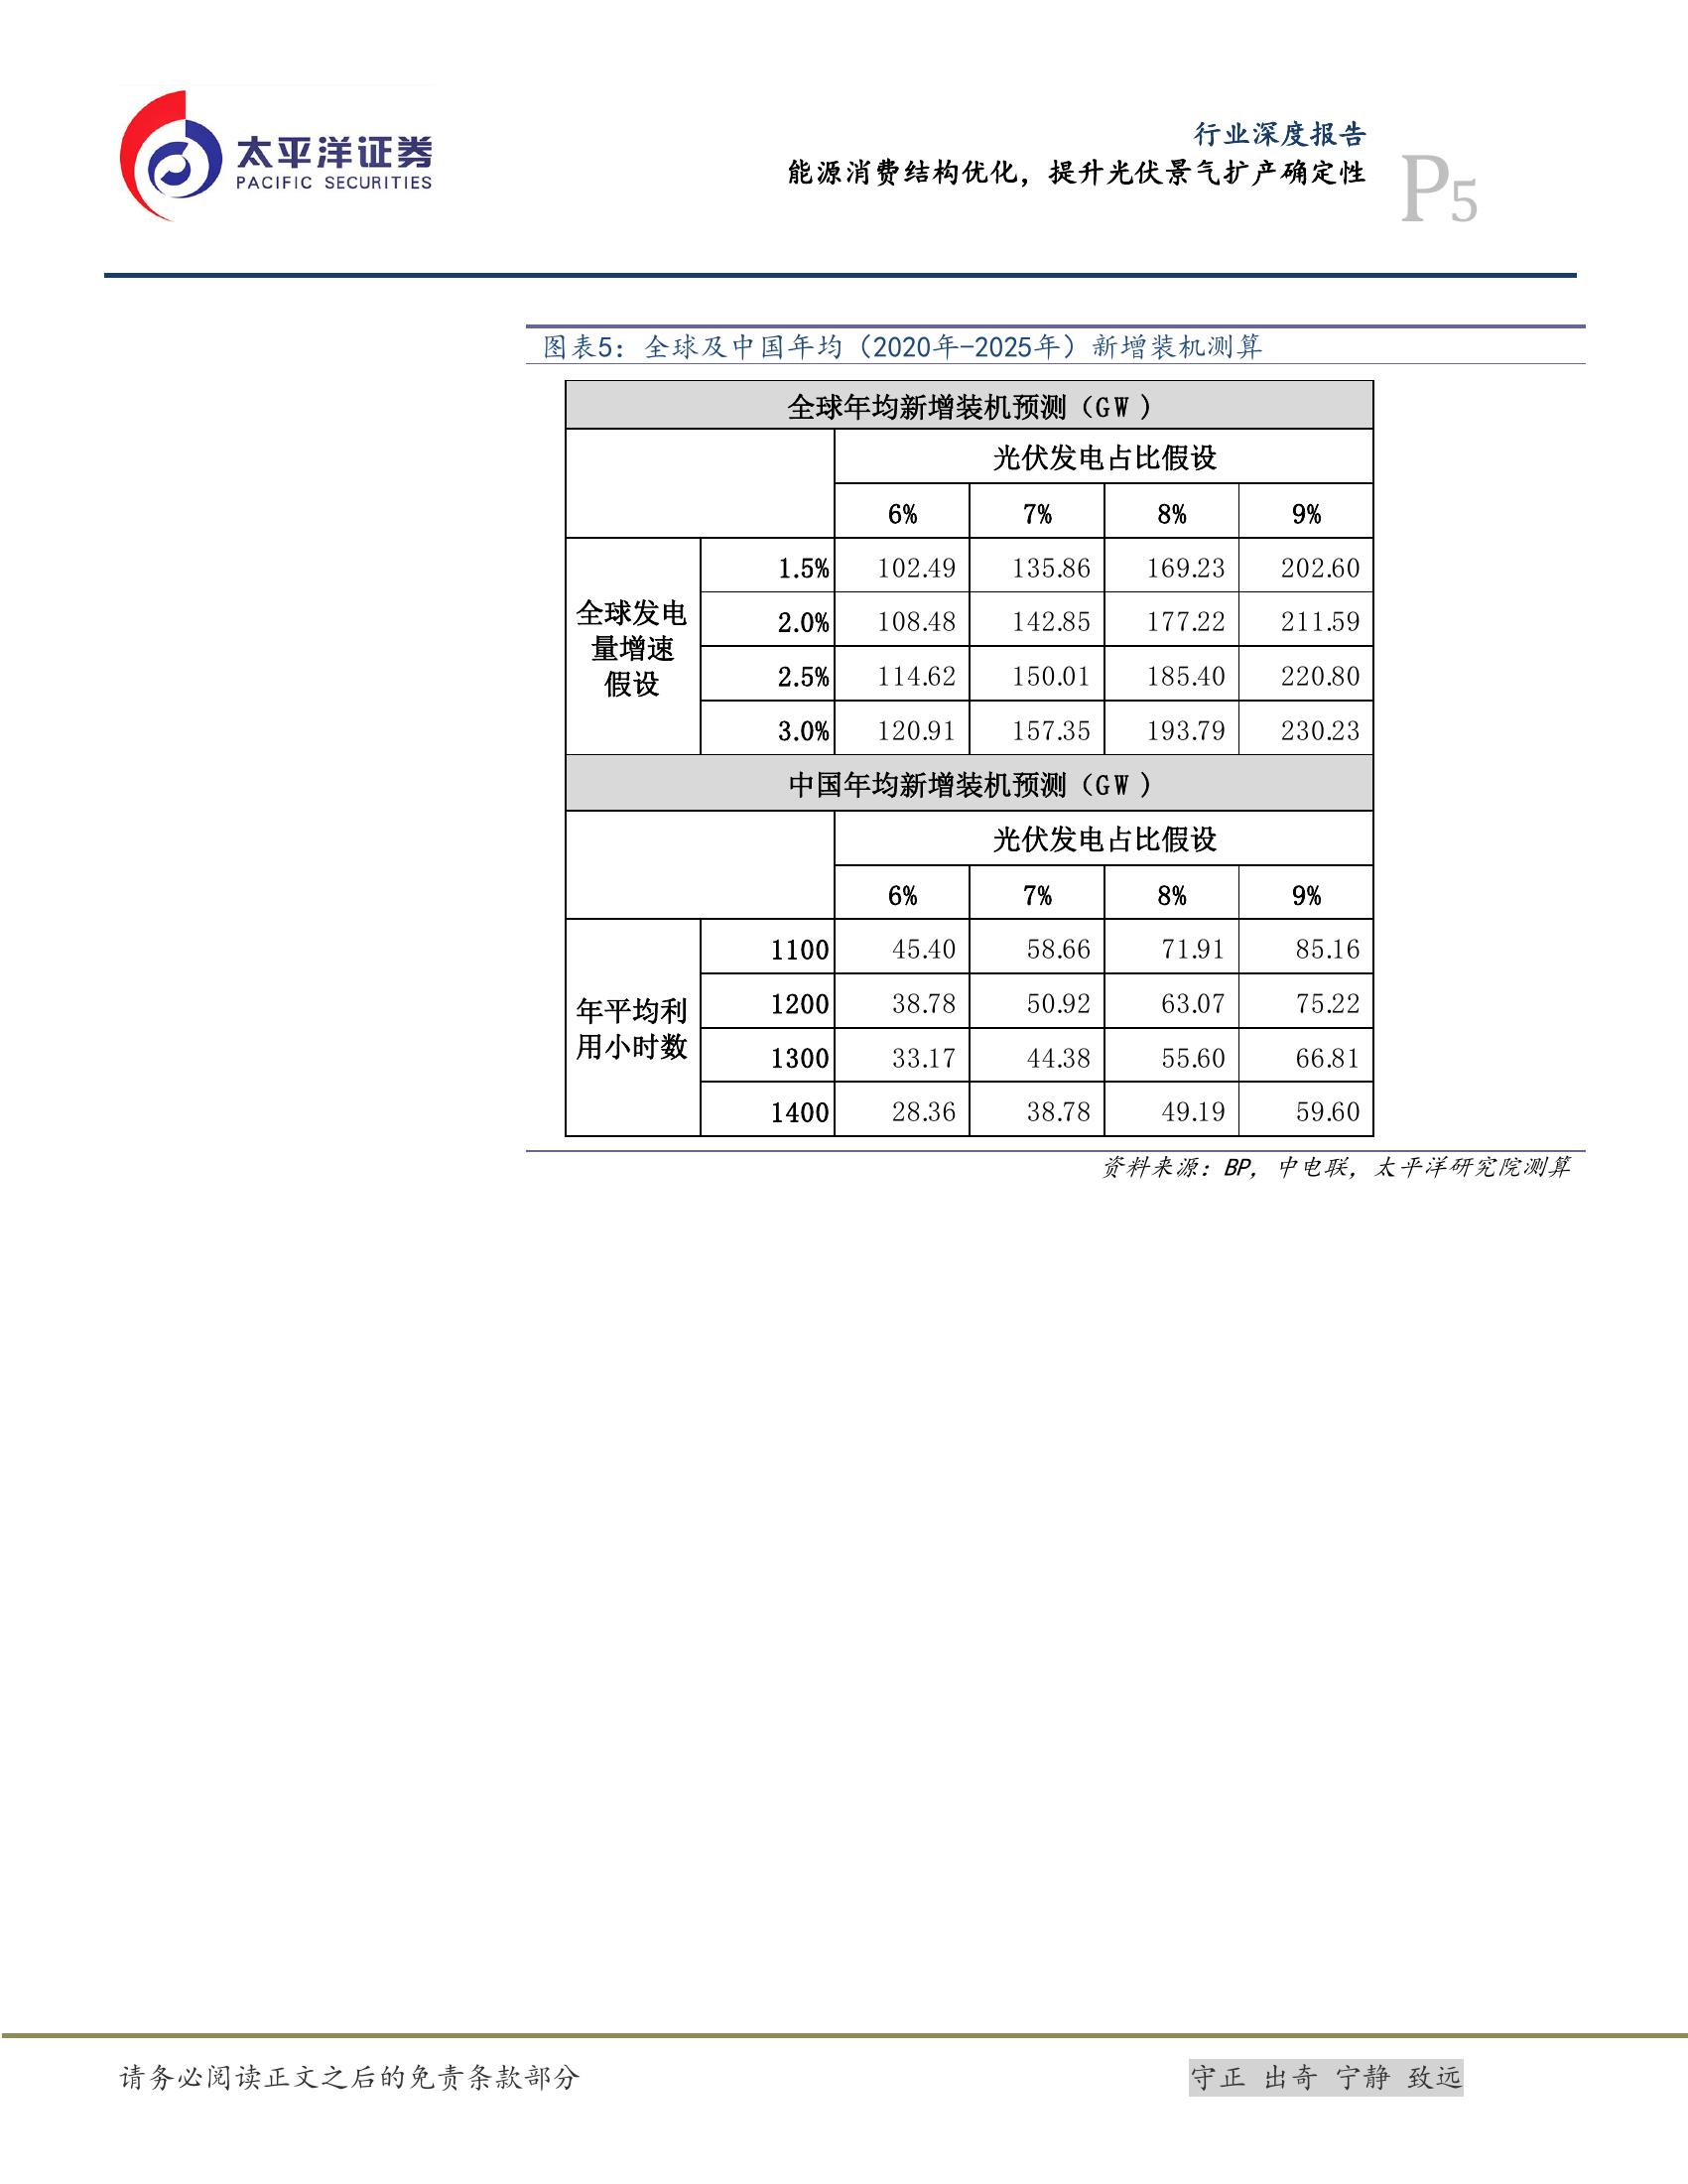 太平洋证券
PACIFIC SECURITIES
行业深度报告
能源消费结构优化，提升光伏景气扩产确定性
P5
图表5：全球及中国年均（2020年-2025年）新增装机测算
全球年均新增装机预测（GW）
光伏发电占比假设
6% 7% 8% 9%
全球发电
量增速
假设
1.5% 102.49 135.86 169.23 202.60
2.0% 108.48 142.85 177.22 211.59
2.5% 114.62 150.01 185.40 220.80
3.0% 120.91 157.35 193.79 230.23
中国年均新增装机预测（GW）
光伏发电占比假设
6% 7% 8% 9%
年平均利
用小时数
1100 45.40 58.66 71.91 85.16
1200 38.78 50.92 63.07 75.22
1300 33.17 44.38 55.60 66.81
1400 28.36 38.78 49.19 59.60
资料来源：BP，中电联，太平洋研究院测算
请务必阅读正文之后的免责条款部分
守正 出奇 宁静 致远